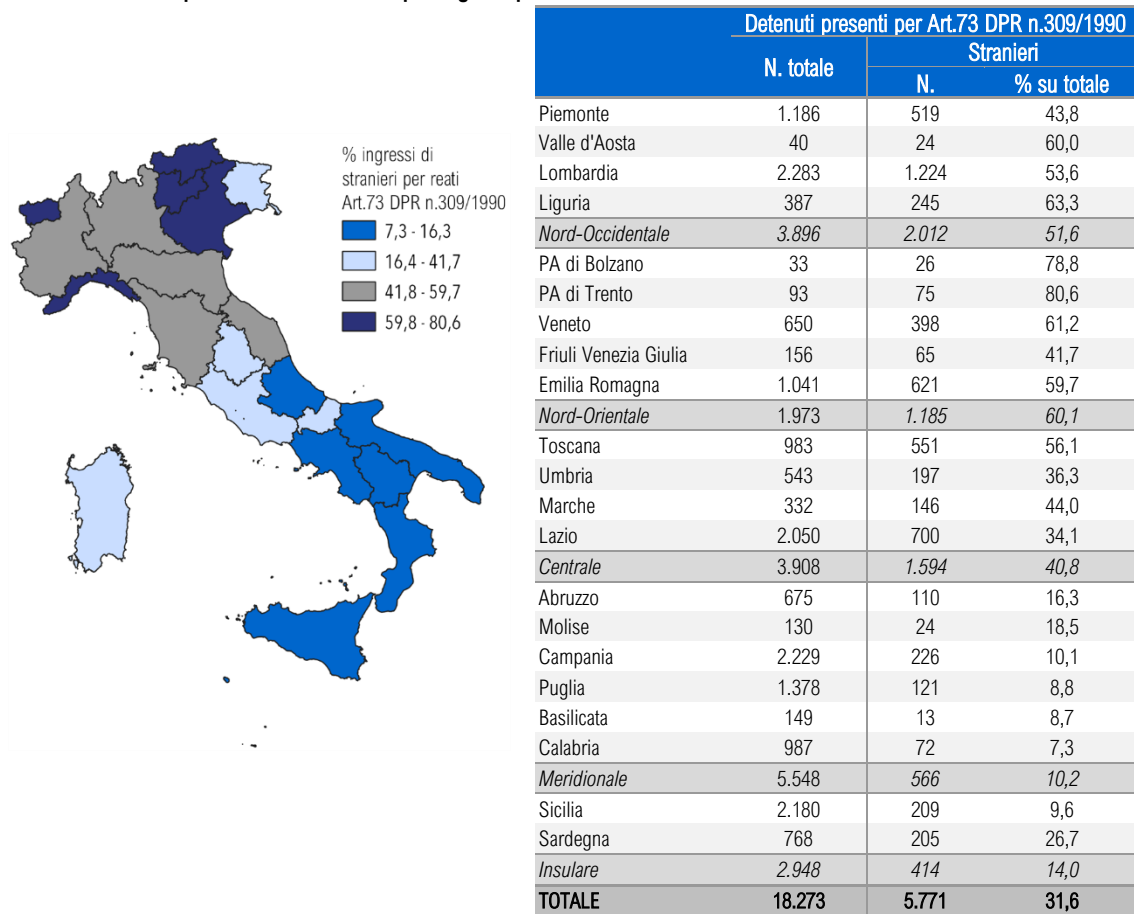 % ingressi di
stranieri per reati
Art.73 DPR n.309/1990
7,3 - 16,3
16,4 - 41,7
41,8 - 59,7
59,8 - 80,6
Detenuti presenti per Art.73 DPR n.309/1990
N. totale Stranieri
N. % su totale
Piemonte 1.186 519 43,8
Valle d'Aosta 40 24 60,0
Lombardia 2.283 1.224 53,6
Liguria 387 245 63,3
Nord-Occidentale 3.896 2.012 51,6
PA di Bolzano 33 26 78,8
PA di Trento 93 75 80,6
Veneto 650 398 61,2
Friuli Venezia Giulia 156 65 41,7
Emilia Romagna 1.041 621 59,7
Nord-Orientale 1.973 1.185 60,1
Toscana 983 551 56,1
Umbria 543 197 36,3
Marche 332 146 44,0
Lazio 2.050 700 34,1
Centrale 3.908 1.594 40,8
Abruzzo 675 110 16,3
Molise 130 24 18,5
Campania 2.229 226 10,1
Puglia 1.378 121 8,8
Basilicata 149 13 8,7
Calabria 987 72 7,3
Meridionale 5.548 566 10,2
Sicilia 2.180 209 9,6
Sardegna 768 205 26,7
Insulare 2.948 414 14,0
TOTALE 18.273 5.771 31,6